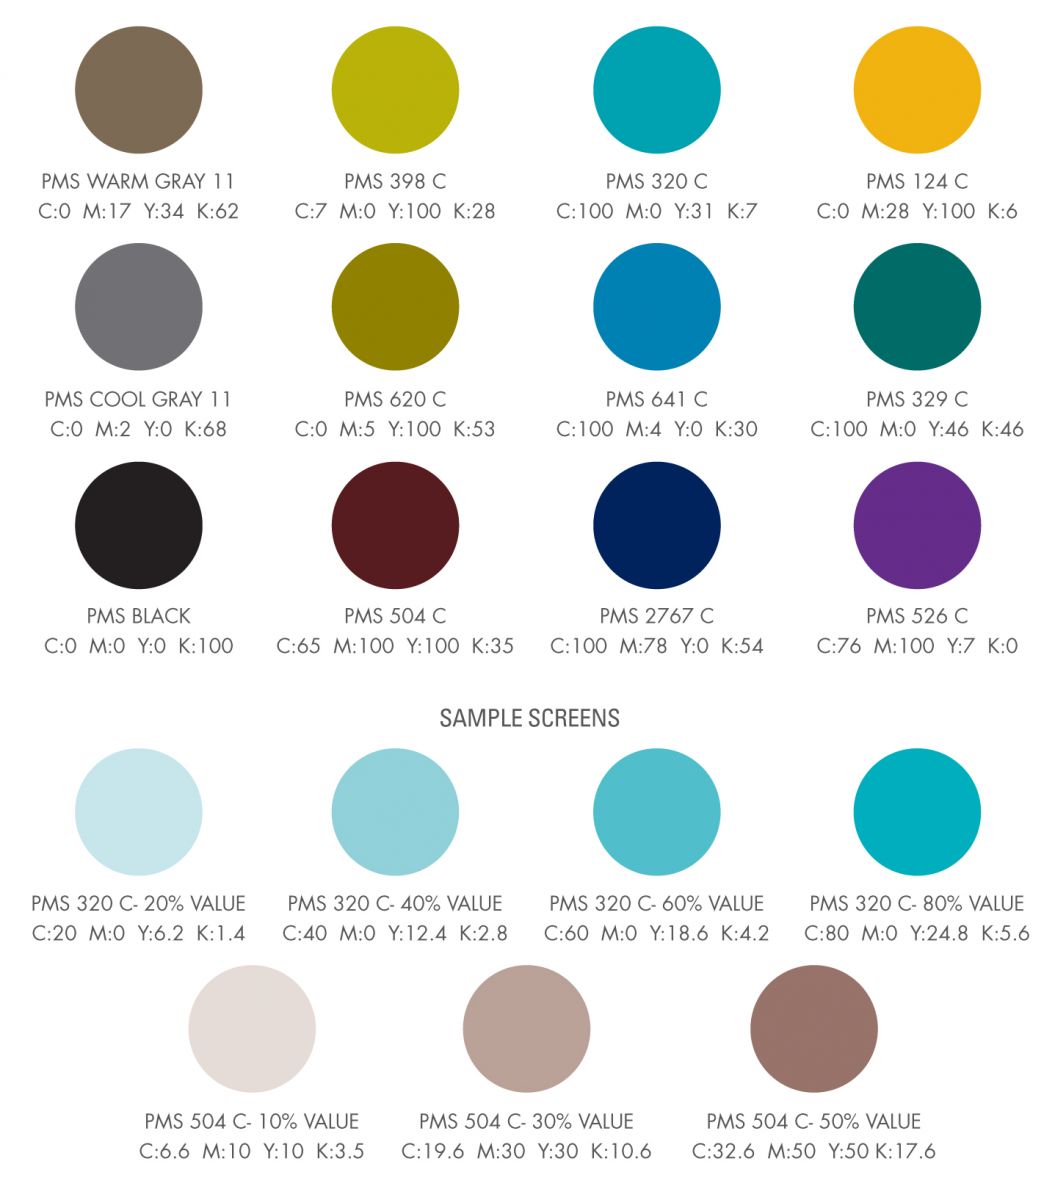 PMS WARM GRAY 11
C:0 M:17 Y:34 K:62
PMS 398 C
C:7 M:0 Y:100 K:28
PMS 320 C
C:100 M:0 Y:31 K:7
PMS 124 C
C:0 M:28 Y:100 K:6
PMS COOL GRAY 11
C:0 M:2 Y:0 K:68
PMS 620 C
C:0 M:5 Y:100 K:53
PMS 641 C
C:100 M:4 Y:0 K:30
PMS 329 C
C:100 M:0 Y:46 K:46
PMS BLACK
C:0 M:0 Y:0 K:100
PMS 504 C
C:65 M:100 Y:100 K:35
PMS 2767 C
C:100 M:78 Y:0 K:54
PMS 526 C
C:76 M:100 Y:7 K:0
SAMPLE SCREENS
PMS 320 C- 20% VALUE
C:20 M:0 Y:6.2 K:1.4
PMS 320 C- 40% VALUE
C:40 M:0 Y:12.4 K:2.8
PMS 320 C- 60% VALUE
C:60 M:0 Y:18.6 K:4.2
PMS 320 C- 80% VALUE
C:80 M:0 Y:24.8 K:5.6
PMS 504 C- 10% VALUE
C:6.6 M:10 Y:10 K:3.5
PMS 504 C- 30% VALUE
C:19.6 M:30 Y:30 K:10.6
PMS 504 C- 50% VALUE
C:32.6 M:50 Y:50 K:17.6